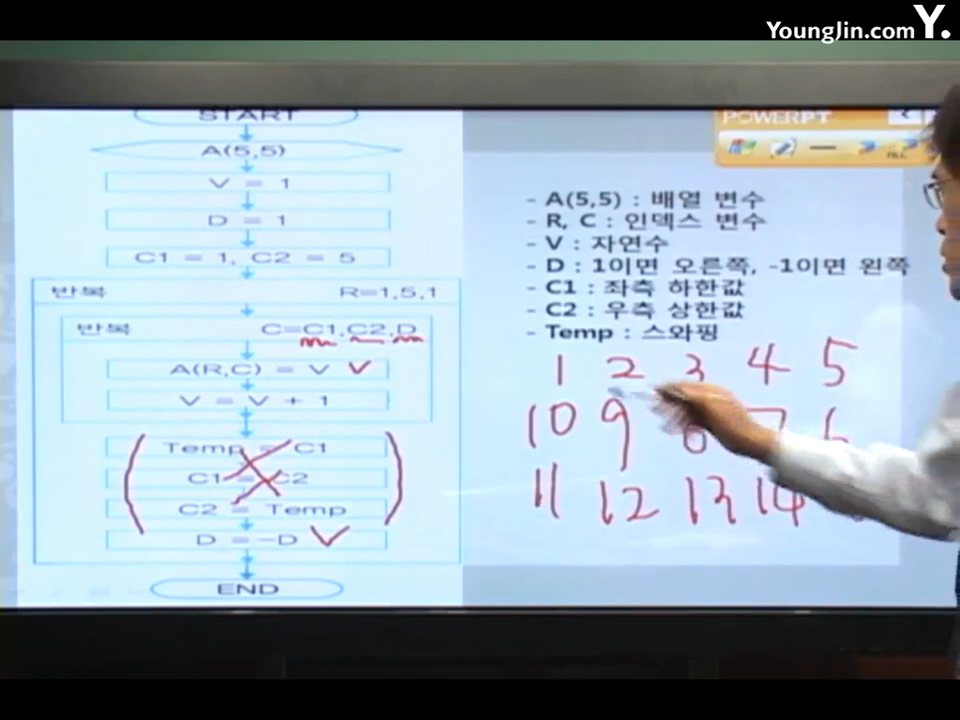 YoungJin.com Y.
START
A(5,5)
V = 1
D = 1
C1 = 1, C2 = 5
반복 R=1,5,1
반복 C=C1,C2,D
A(R,C) = V V
V = V + 1
Temp = C1
C1 = C2
C2 = Temp
D = -D V
END
POWERPT
- A(5,5) : 배열 변수
- R, C : 인덱스 변수
- V : 자연수
- D : 1이면 오른쪽, -1이면 왼쪽
- C1 : 좌측 하한값
- C2 : 우측 상한값
- Temp : 스와핑
1 2 3 4 5
10 9
11 12 13 14